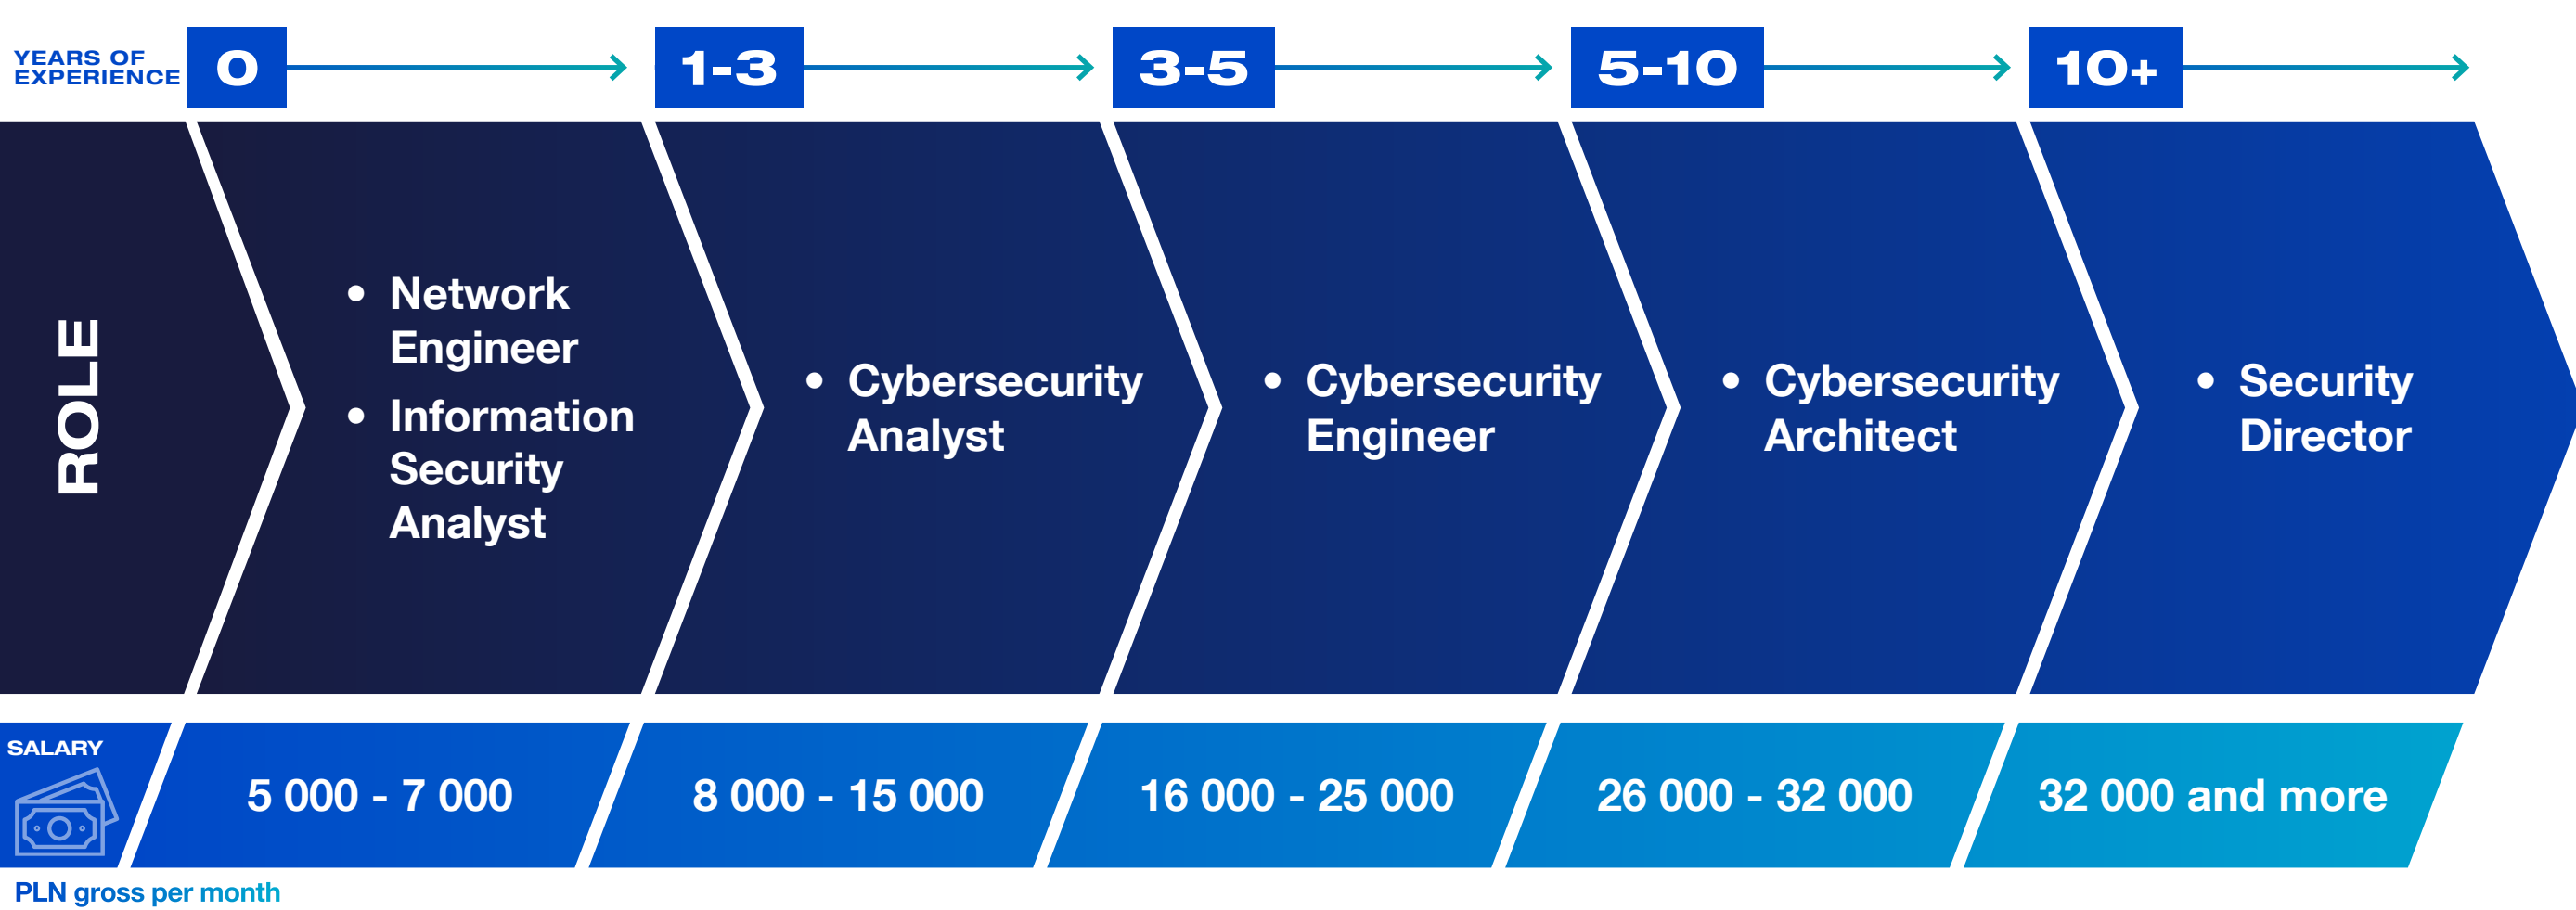 YEARS OF
EXPERIENCE
0
1-3
3-5
5-10
10+
ROLE
• Network
Engineer
• Information
Security
Analyst
• Cybersecurity
Analyst
• Cybersecurity
Engineer
• Cybersecurity
Architect
• Security
Director
SALARY
5 000 - 7 000
8 000 - 15 000
16 000 - 25 000
26 000 - 32 000
32 000 and more
PLN gross per month